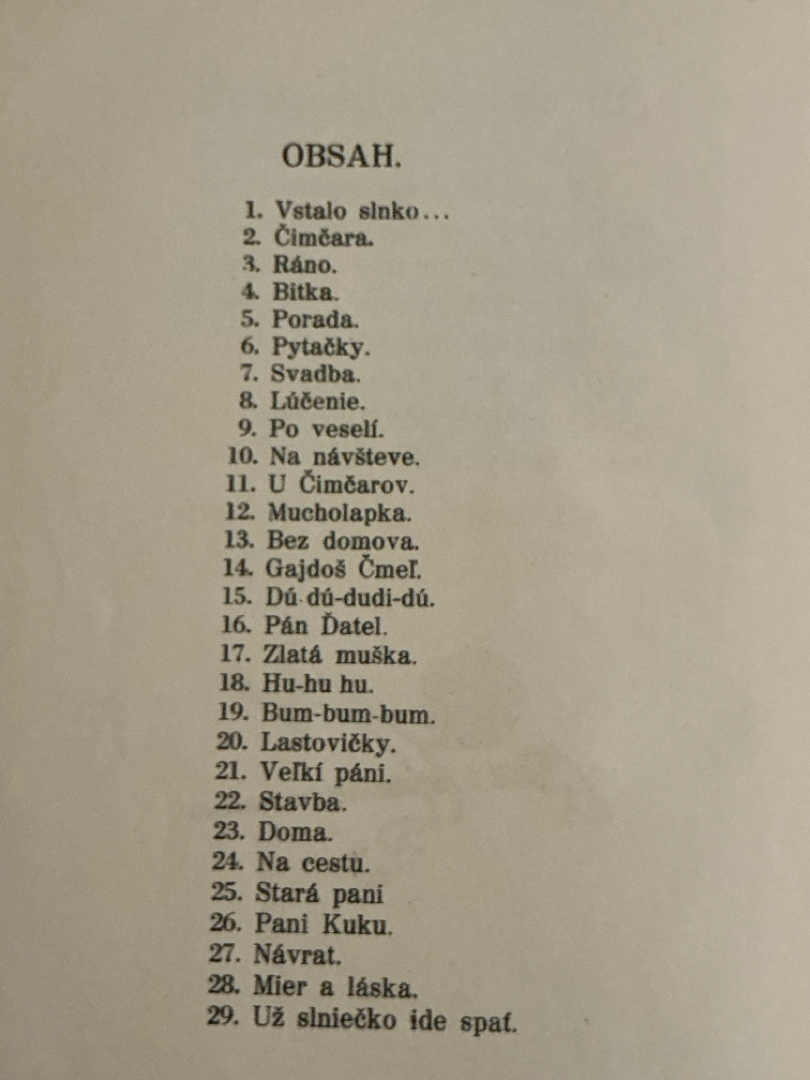 OBSAH.
1. Vstalo slnko...
2. Čimčara.
3. Ráno.
4. Bitka.
5. Porada.
6. Pytačky.
7. Svadba.
8. Lúčenie.
9. Po veselí.
10. Na návšteve.
11. U Čimčarov.
12. Mucholapka.
13. Bez domova.
14. Gajdoš Čmeľ.
15. Dú-dú-dudi-dú.
16. Pán Ďatel.
17. Zlatá muška.
18. Hu-hu hu.
19. Bum-bum-bum.
20. Lastovičky.
21. Veľkí páni.
22. Stavba.
23. Doma.
24. Na cestu.
25. Stará pani
26. Pani Kuku.
27. Návrat.
28. Mier a láska.
29. Už slniečko ide spať.